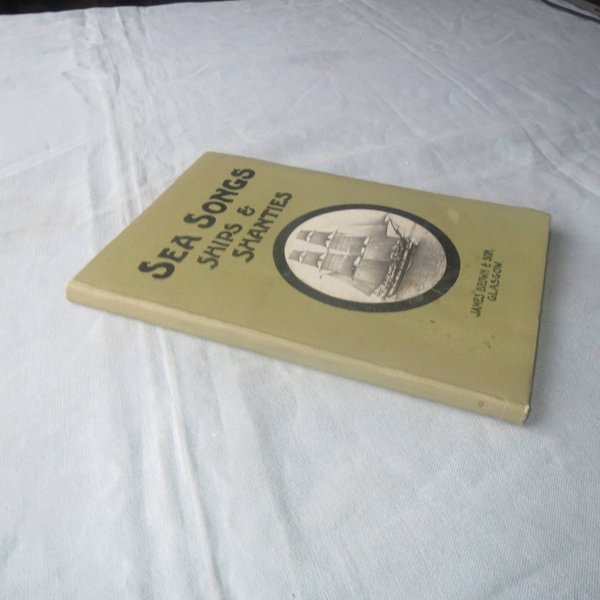 SEA SONGS
SHIPS &
SHANTIES
JAMES BROWN & SON,
GLASGOW.